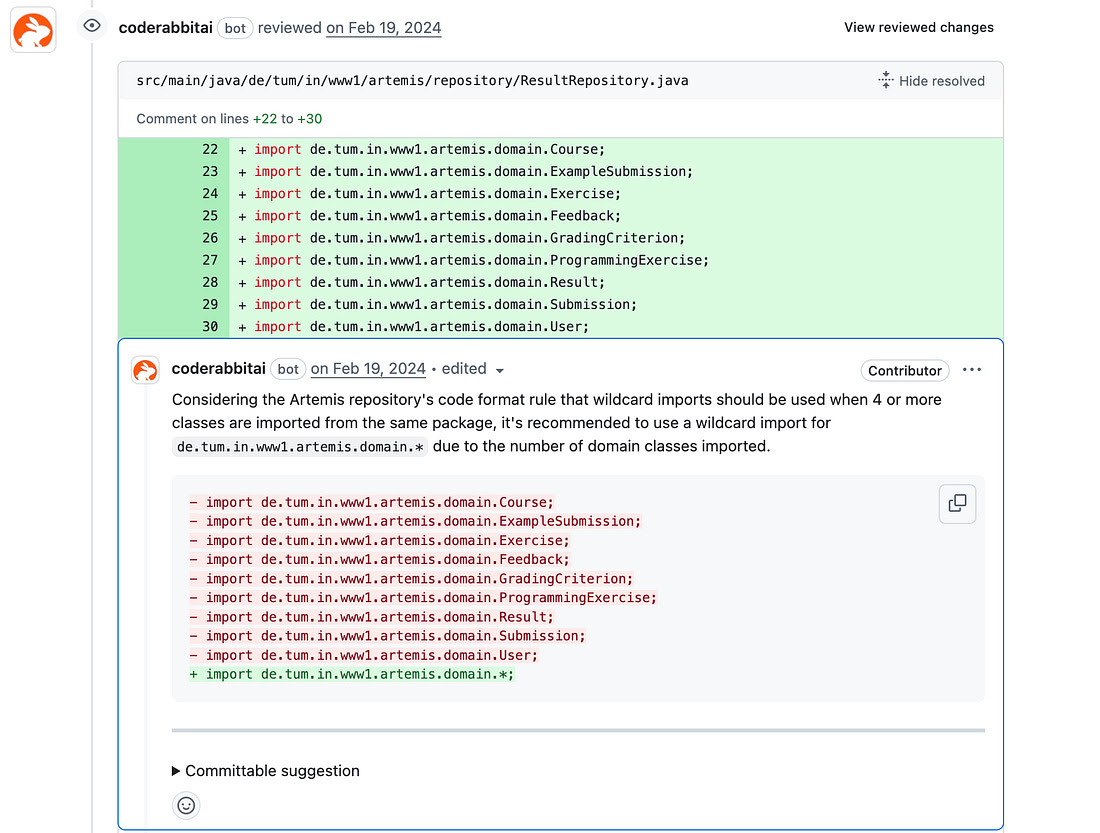 coderabbitai bot reviewed on Feb 19, 2024 View reviewed changes
src/main/java/de/tum/in/www1/artemis/repository/ResultRepository.java Hide resolved
Comment on lines +22 to +30
22 + import de.tum.in.www1.artemis.domain.Course;
23 + import de.tum.in.www1.artemis.domain.ExampleSubmission;
24 + import de.tum.in.www1.artemis.domain.Exercise;
25 + import de.tum.in.www1.artemis.domain.Feedback;
26 + import de.tum.in.www1.artemis.domain.GradingCriterion;
27 + import de.tum.in.www1.artemis.domain.ProgrammingExercise;
28 + import de.tum.in.www1.artemis.domain.Result;
29 + import de.tum.in.www1.artemis.domain.Submission;
30 + import de.tum.in.www1.artemis.domain.User;
coderabbitai bot on Feb 19, 2024 • edited Contributor
Considering the Artemis repository's code format rule that wildcard imports should be used when 4 or more
classes are imported from the same package, it's recommended to use a wildcard import for
de.tum.in.www1.artemis.domain.* due to the number of domain classes imported.
- import de.tum.in.www1.artemis.domain.Course;
- import de.tum.in.www1.artemis.domain.ExampleSubmission;
- import de.tum.in.www1.artemis.domain.Exercise;
- import de.tum.in.www1.artemis.domain.Feedback;
- import de.tum.in.www1.artemis.domain.GradingCriterion;
- import de.tum.in.www1.artemis.domain.ProgrammingExercise;
- import de.tum.in.www1.artemis.domain.Result;
- import de.tum.in.www1.artemis.domain.Submission;
- import de.tum.in.www1.artemis.domain.User;
+ import de.tum.in.www1.artemis.domain.*;
Committable suggestion